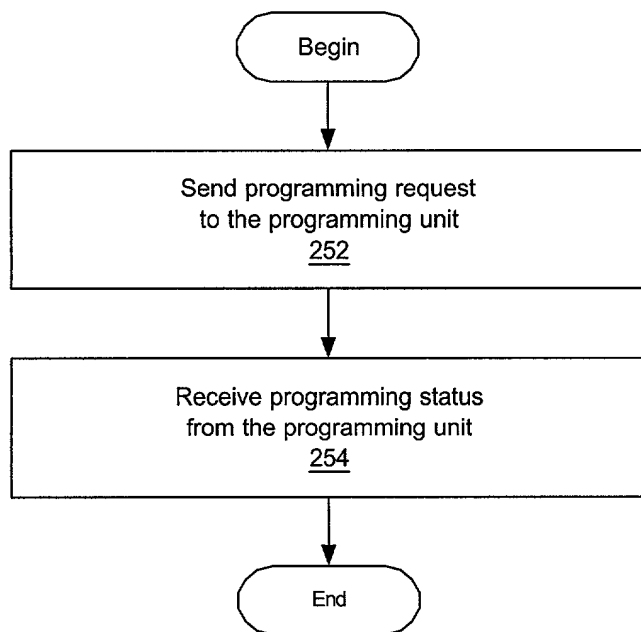 Begin
Send programming request
to the programming unit
252
Receive programming status
from the programming unit
254
End